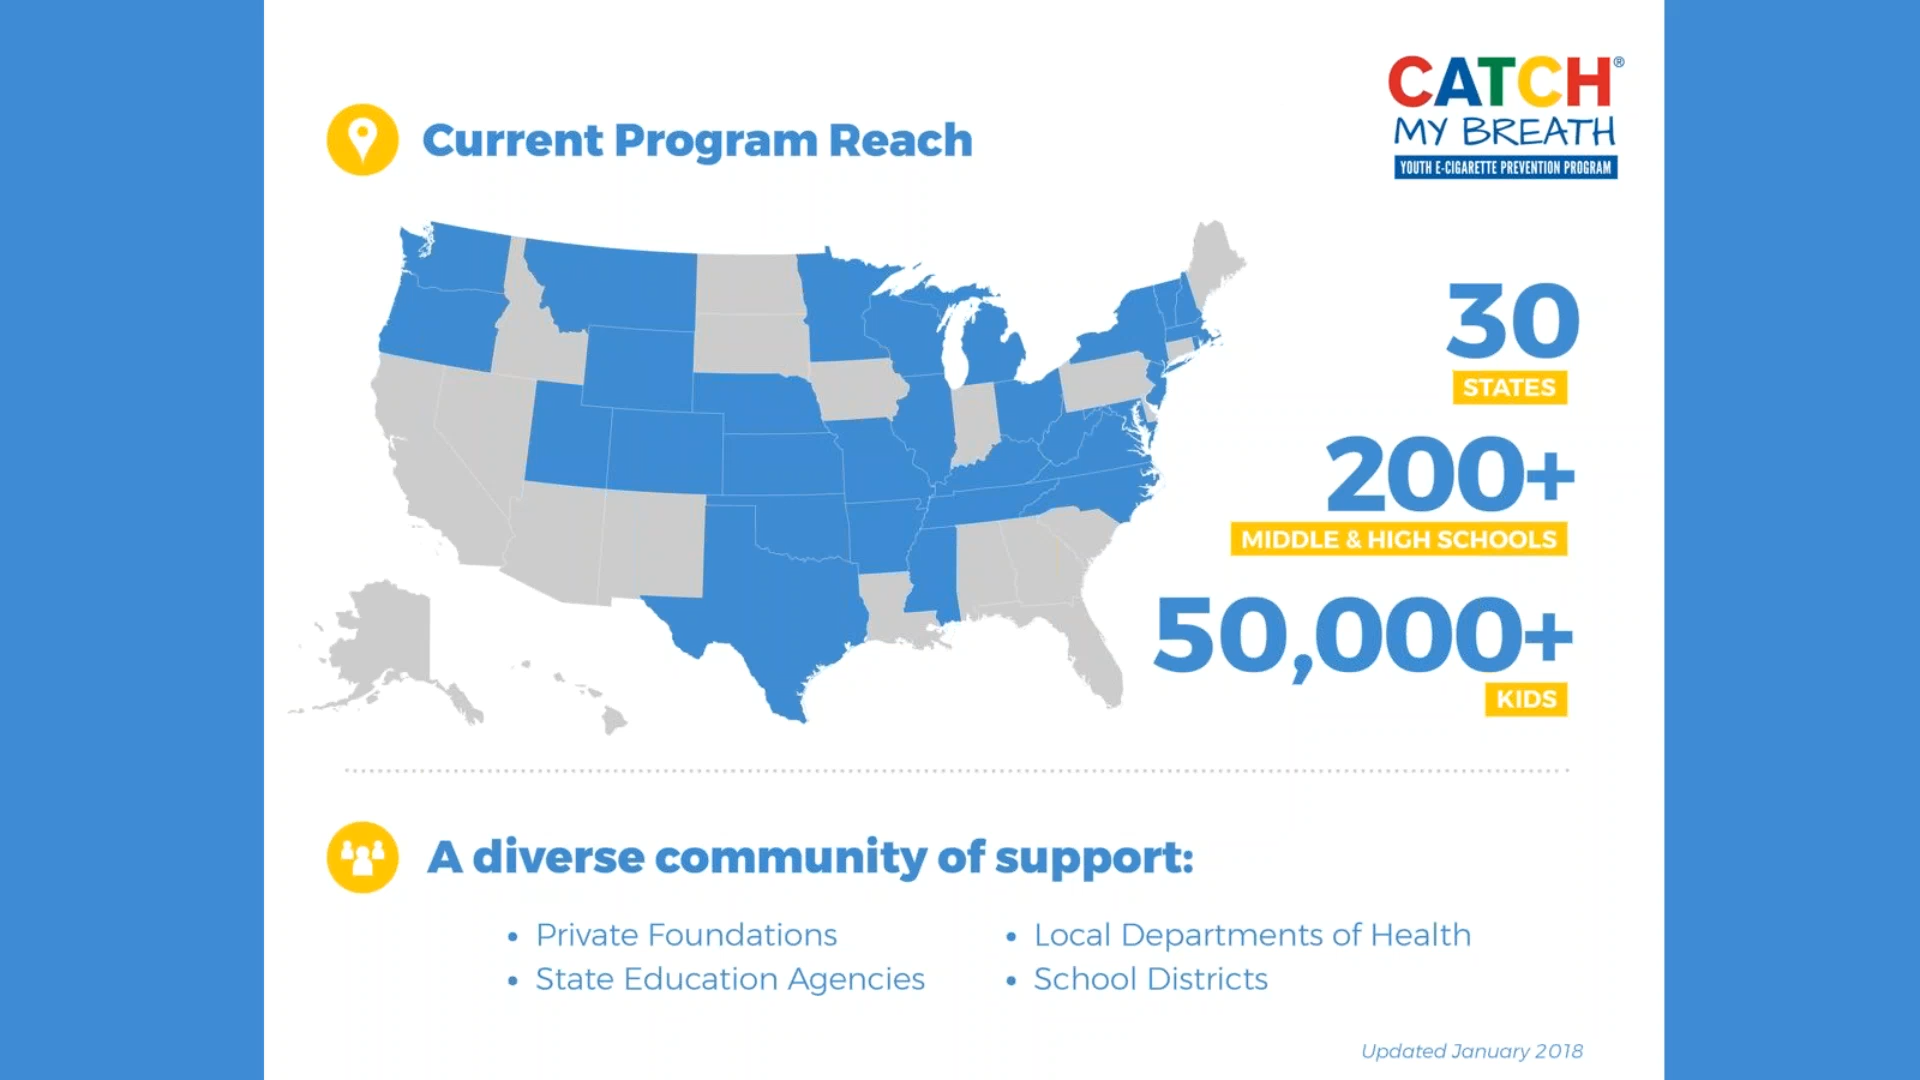 CATCH®
MY BREATH
YOUTH E-CIGARETTE PREVENTION PROGRAM
Current Program Reach
30
STATES
200+
MIDDLE & HIGH SCHOOLS
50,000+
KIDS
A diverse community of support:
• Private Foundations
• State Education Agencies
• Local Departments of Health
• School Districts
Updated January 2018